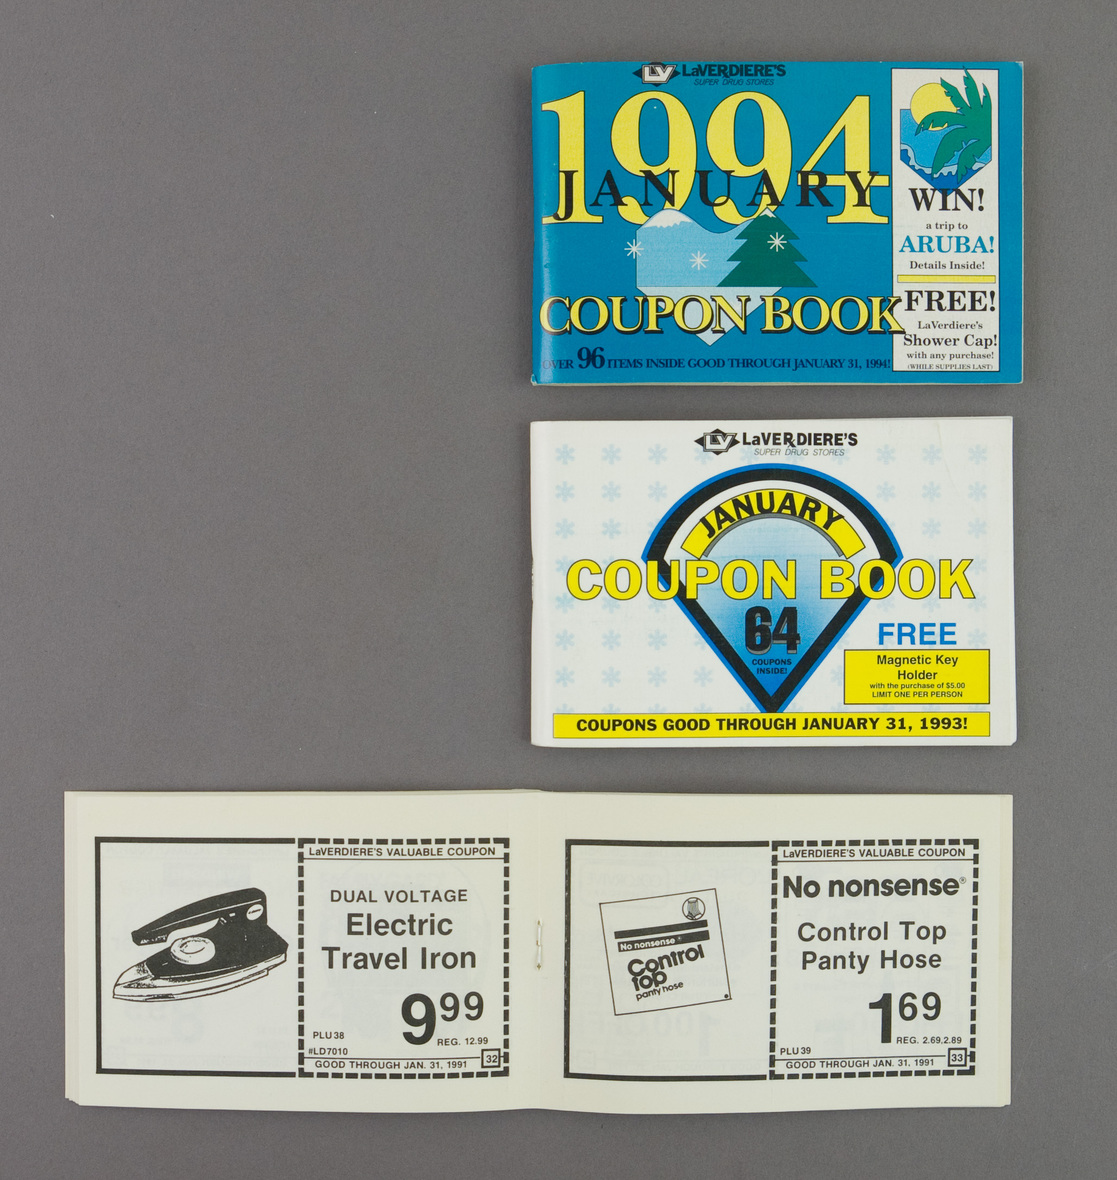 LV LaVERDIERE'S
SUPER DRUG STORES
1994
JANUARY
COUPON BOOK
OVER 96 ITEMS INSIDE GOOD THROUGH JANUARY 31, 1994!
WIN!
a trip to
ARUBA!
Details Inside!
FREE!
LaVerdiere's
Shower Cap!
with any purchase!
(WHILE SUPPLIES LAST)
LV LaVERDIERE'S
SUPER DRUG STORES
JANUARY
COUPON BOOK
64
COUPONS
INSIDE!
FREE
Magnetic Key
Holder
with the purchase of $5.00
LIMIT ONE PER PERSON
COUPONS GOOD THROUGH JANUARY 31, 1993!
LaVERDIERE'S VALUABLE COUPON
DUAL VOLTAGE
Electric
Travel Iron
9 99
PLU 38
REG. 12.99
#LD7010
GOOD THROUGH JAN. 31, 1991
32
No nonsense
Control
top
panty hose
LaVERDIERE'S VALUABLE COUPON
No nonsense®
Control Top
Panty Hose
1 69
REG. 2.69,2.89
PLU 39
GOOD THROUGH JAN. 31, 1991
33